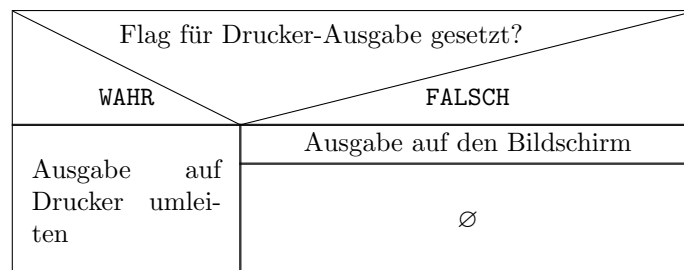 Flag für Drucker-Ausgabe gesetzt?
WAHR
FALSCH
Ausgabe auf
Drucker umlei-
ten
Ausgabe auf den Bildschirm
∅